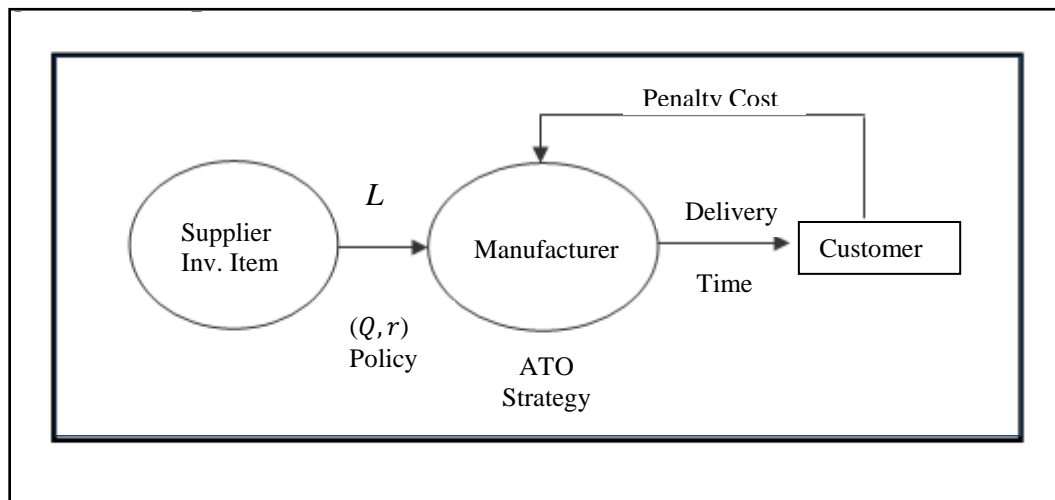 Penalty Cost
L
Supplier
Inv. Item
Manufacturer
Delivery
Time
Customer
(Q, r)
Policy
ATO
Strategy